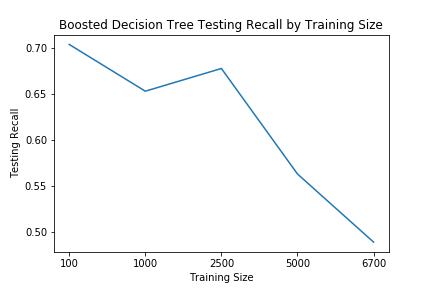 Boosted Decision Tree Testing Recall by Training Size
0.70
0.65
0.60
0.55
0.50
Testing Recall
100 1000 2500 5000 6700
Training Size